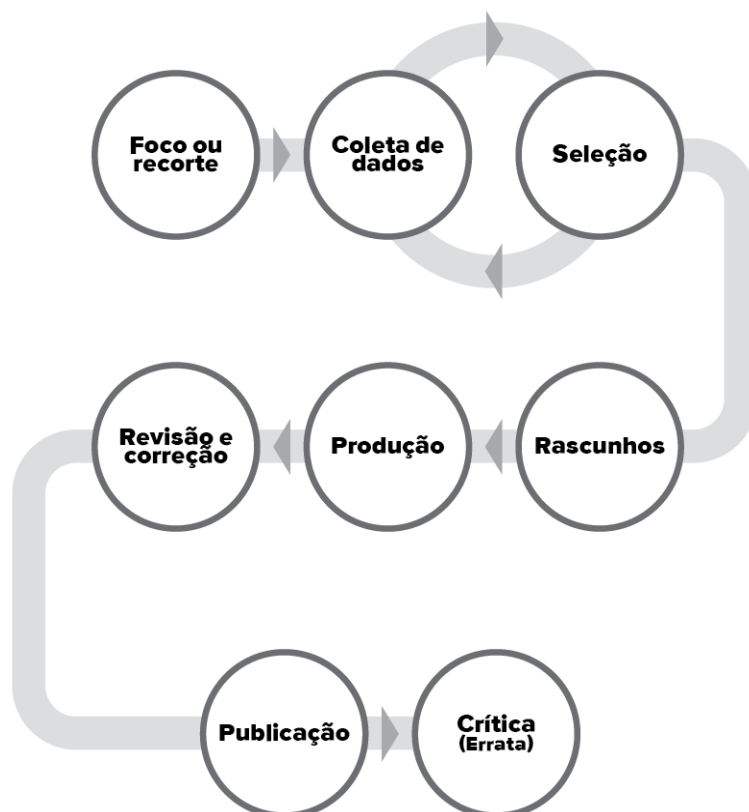 Foco ou
recorte
Coleta de
dados
Seleção
Rascunhos
Produção
Revisão e
correção
Publicação
Crítica
(Errata)